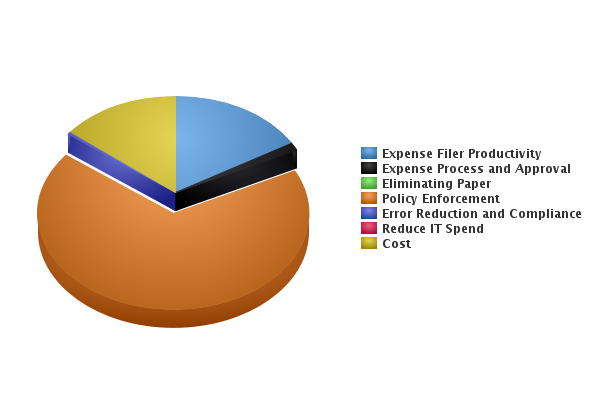 Expense Filer Productivity
Expense Process and Approval
Eliminating Paper
Policy Enforcement
Error Reduction and Compliance
Reduce IT Spend
Cost